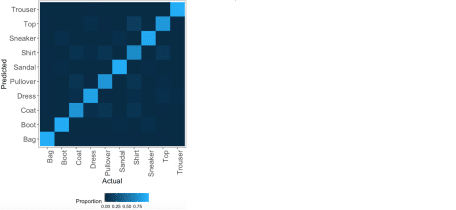 Trouser
Top
Sneaker
Shirt
Sandal
Pullover
Dress
Coat
Boot
Bag
Predicted
Bag
Boot
Coat
Dress
Pullover
Sandal
Shirt
Sneaker
Top
Trouser
Actual
Proportion
0.00 0.25 0.50 0.75